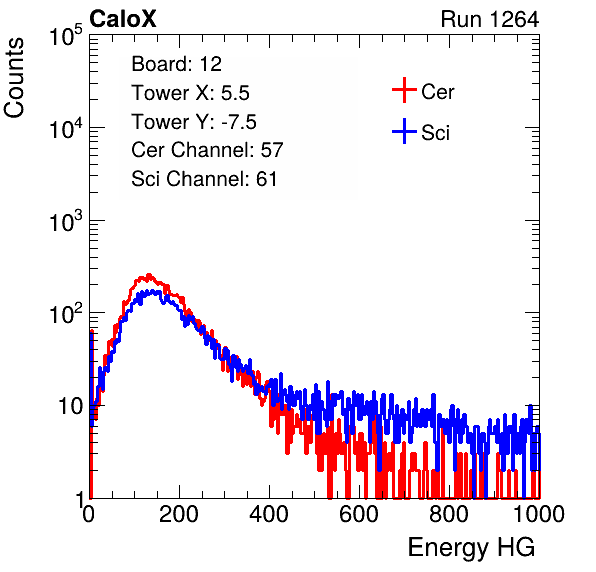 CaloX Run 1264
Counts
Board: 12
Tower X: 5.5
Tower Y: -7.5
Cer Channel: 57
Sci Channel: 61
Cer
Sci
10^5
10^4
10^3
10^2
10
1
0 200 400 600 800 1000
Energy HG